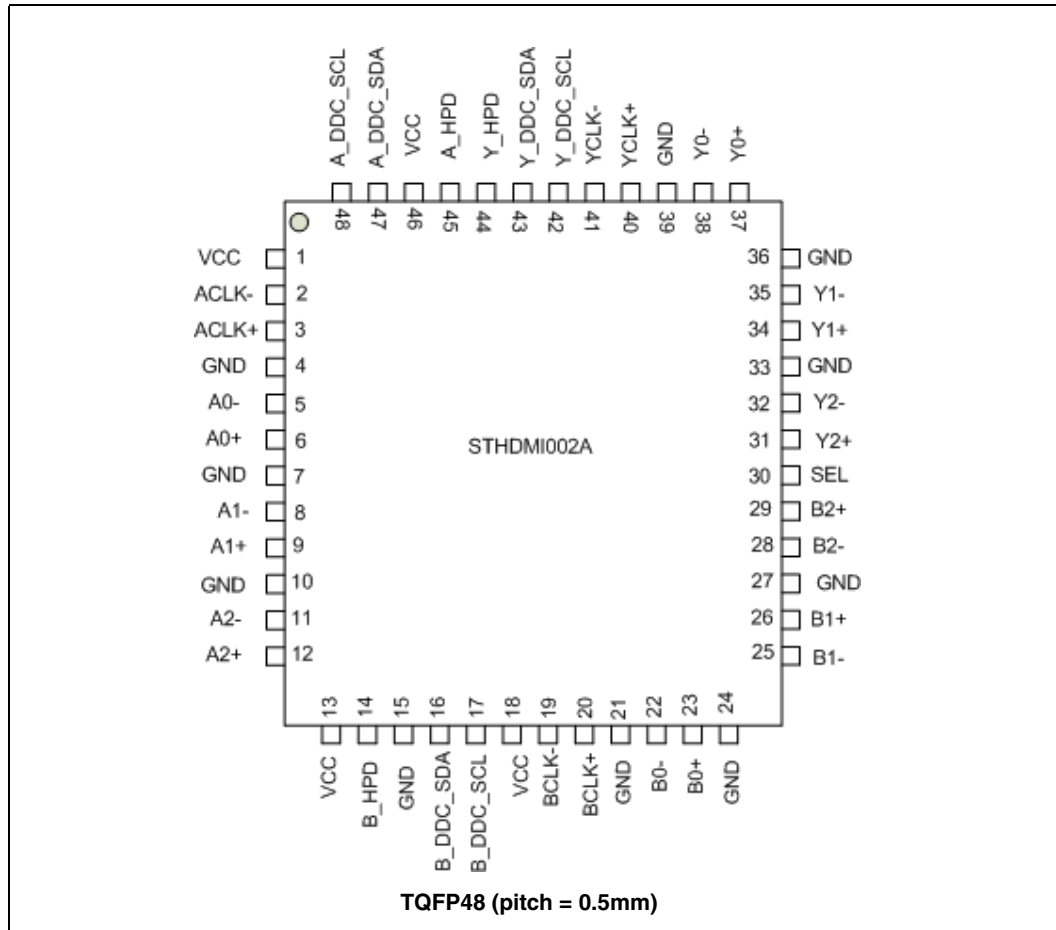 A_DDC_SCL
A_DDC_SDA
VCC
A_HPD
Y_HPD
Y_DDC_SDA
Y_DDC_SCL
YCLK-
YCLK+
GND
Y0-
Y0+
48
47
46
45
44
43
42
41
40
39
38
37
VCC 1
ACLK- 2
ACLK+ 3
GND 4
A0- 5
A0+ 6
GND 7
A1- 8
A1+ 9
GND 10
A2- 11
A2+ 12
STHDMI002A
36 GND
35 Y1-
34 Y1+
33 GND
32 Y2-
31 Y2+
30 SEL
29 B2+
28 B2-
27 GND
26 B1+
25 B1-
13
14
15
16
17
18
19
20
21
22
23
24
VCC
B_HPD
GND
B_DDC_SDA
B_DDC_SCL
VCC
BCLK-
BCLK+
GND
B0-
B0+
GND
TQFP48 (pitch = 0.5mm)